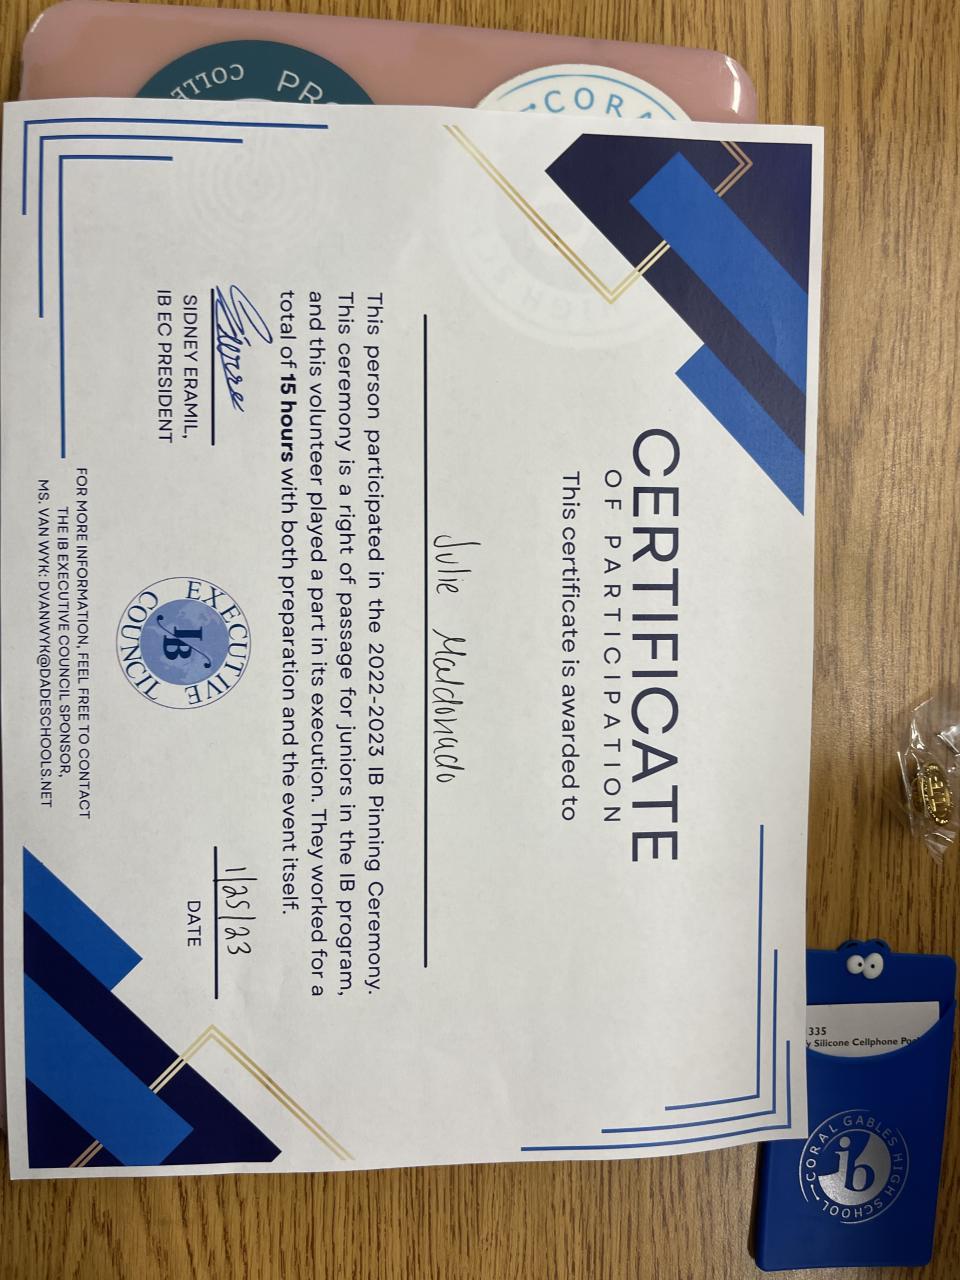 CERTIFICATE
OF PARTICIPATION
This certificate is awarded to
Julie Maldonado
This person participated in the 2022-2023 IB Pinning Ceremony.
This ceremony is a right of passage for juniors in the IB program,
and this volunteer played a part in its execution. They worked for a
total of 15 hours with both preparation and the event itself.
SIDNEY ERAMIL,
IB EC PRESIDENT
EXECUTIVE
IB
COUNCIL
1/25/23
DATE
FOR MORE INFORMATION, FEEL FREE TO CONTACT
THE IB EXECUTIVE COUNCIL SPONSOR,
MS. VAN WYK: DVANWYK@DADESCHOOLS.NET
335
Silicone Cellphone
CORAL GABLES HIGH SCHOOL
ib